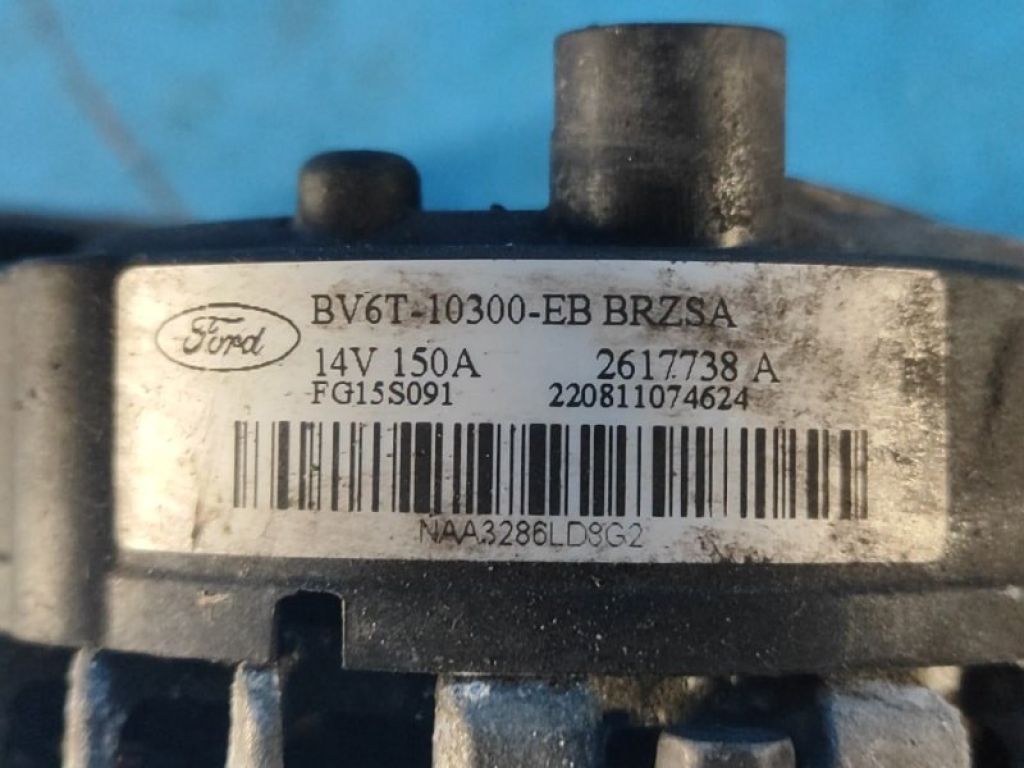 Ford
BV6T-10300-EB BRZSA
14V 150A 2617738 A
FG15S091 220811074624
NAA3286LD8G2